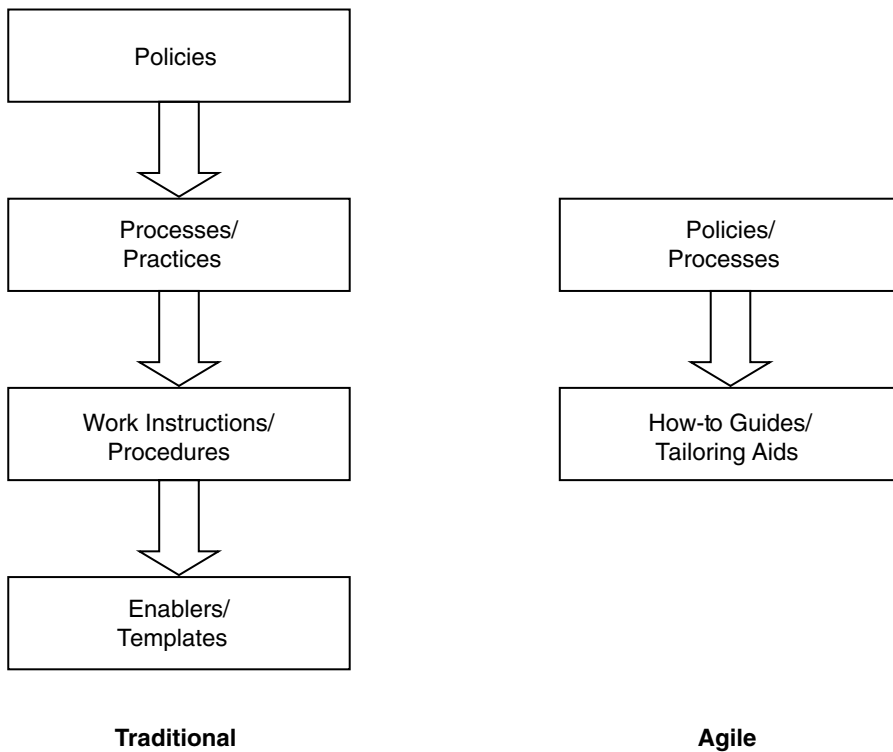 Policies
Processes/
Practices
Work Instructions/
Procedures
Enablers/
Templates
Traditional
Policies/
Processes
How-to Guides/
Tailoring Aids
Agile